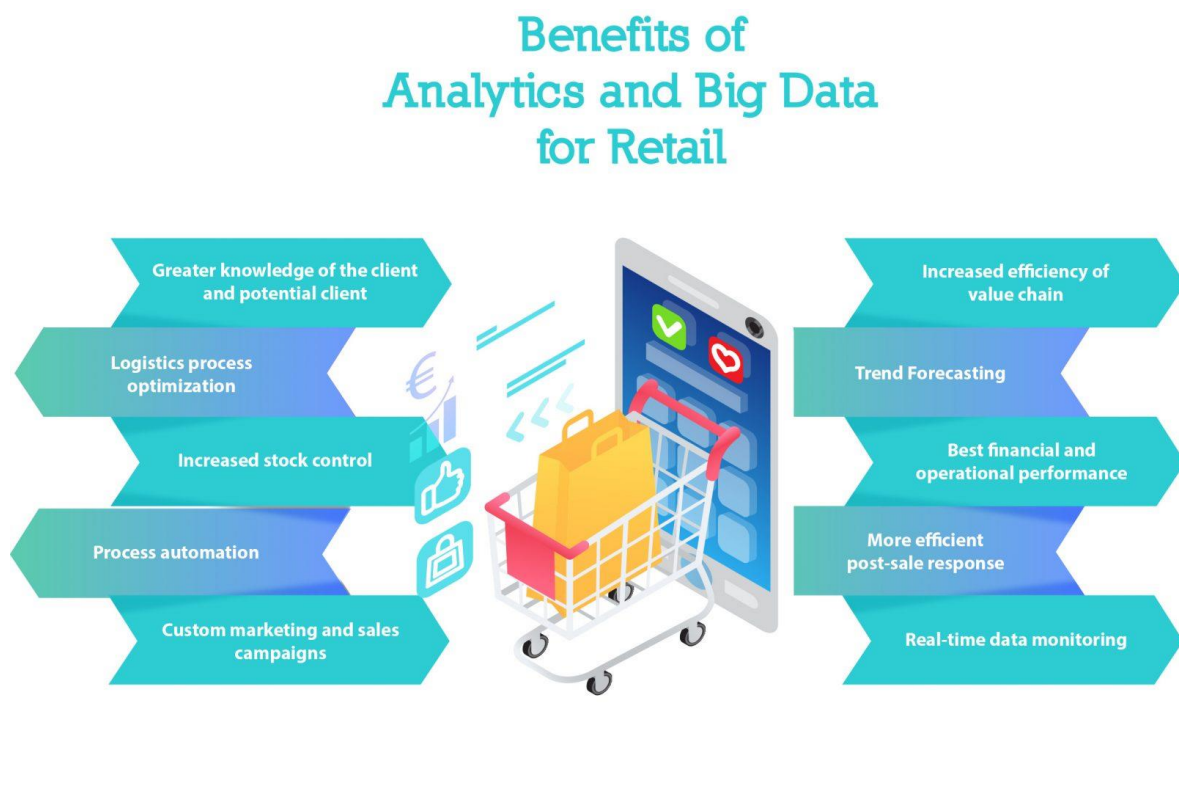 Benefits of
Analytics and Big Data
for Retail
Greater knowledge of the client
and potential client
Logistics process
optimization
Increased stock control
Process automation
Custom marketing and sales
campaigns
€
Increased efficiency of
value chain
Trend Forecasting
Best financial and
operational performance
More efficient
post-sale response
Real-time data monitoring